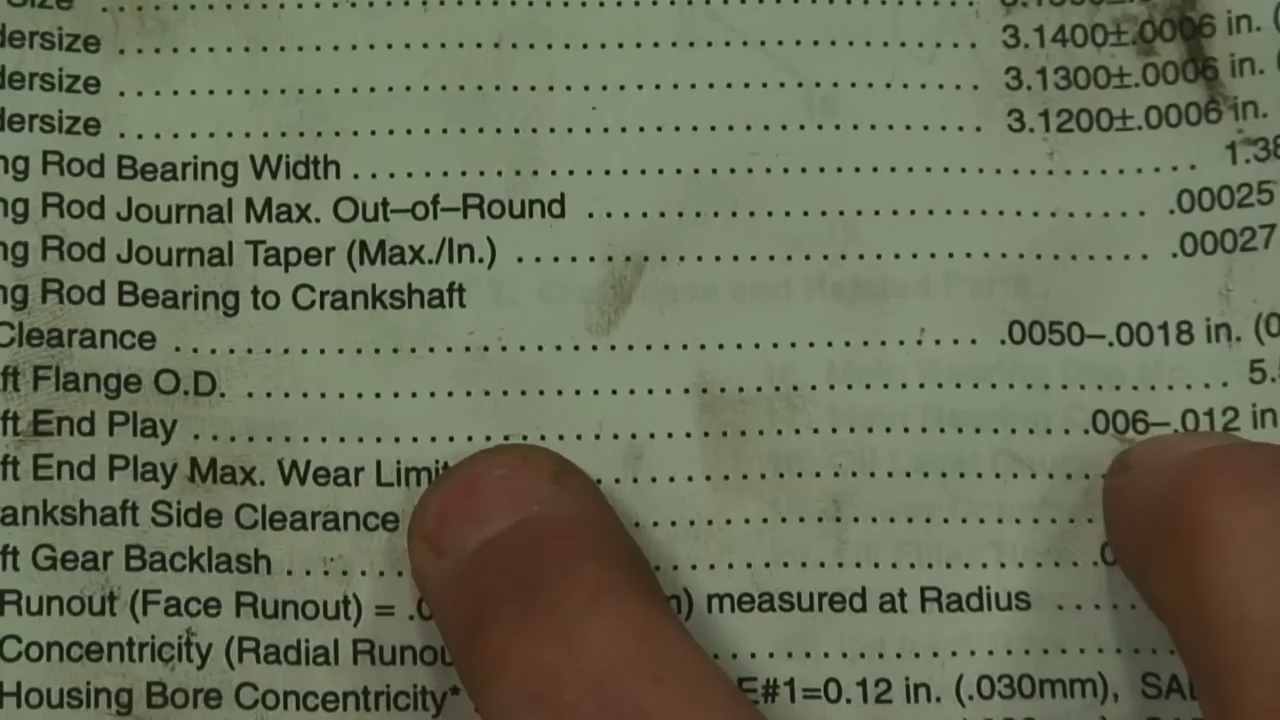 dersize ........ 3.1400±.0006 in. (
dersize ........ 3.1300±.0006 in. (
dersize ........ 3.1200±.0006 in.
ng Rod Bearing Width ........ 1.38
ng Rod Journal Max. Out–of–Round ........ .00025
ng Rod Journal Taper (Max./In.) ........ .00027
ng Rod Bearing to Crankshaft
Clearance ........ .0050–.0018 in. (0
ft Flange O.D. ........ 5.
ft End Play ........ .006–.012 in
ft End Play Max. Wear Limit ........
ankshaft Side Clearance ........
ft Gear Backlash ........ .0
Runout (Face Runout) = .0 ) measured at Radius ........
Concentricity (Radial Runou ........
Housing Bore Concentricity* E#1=0.12 in. (.030mm), SA